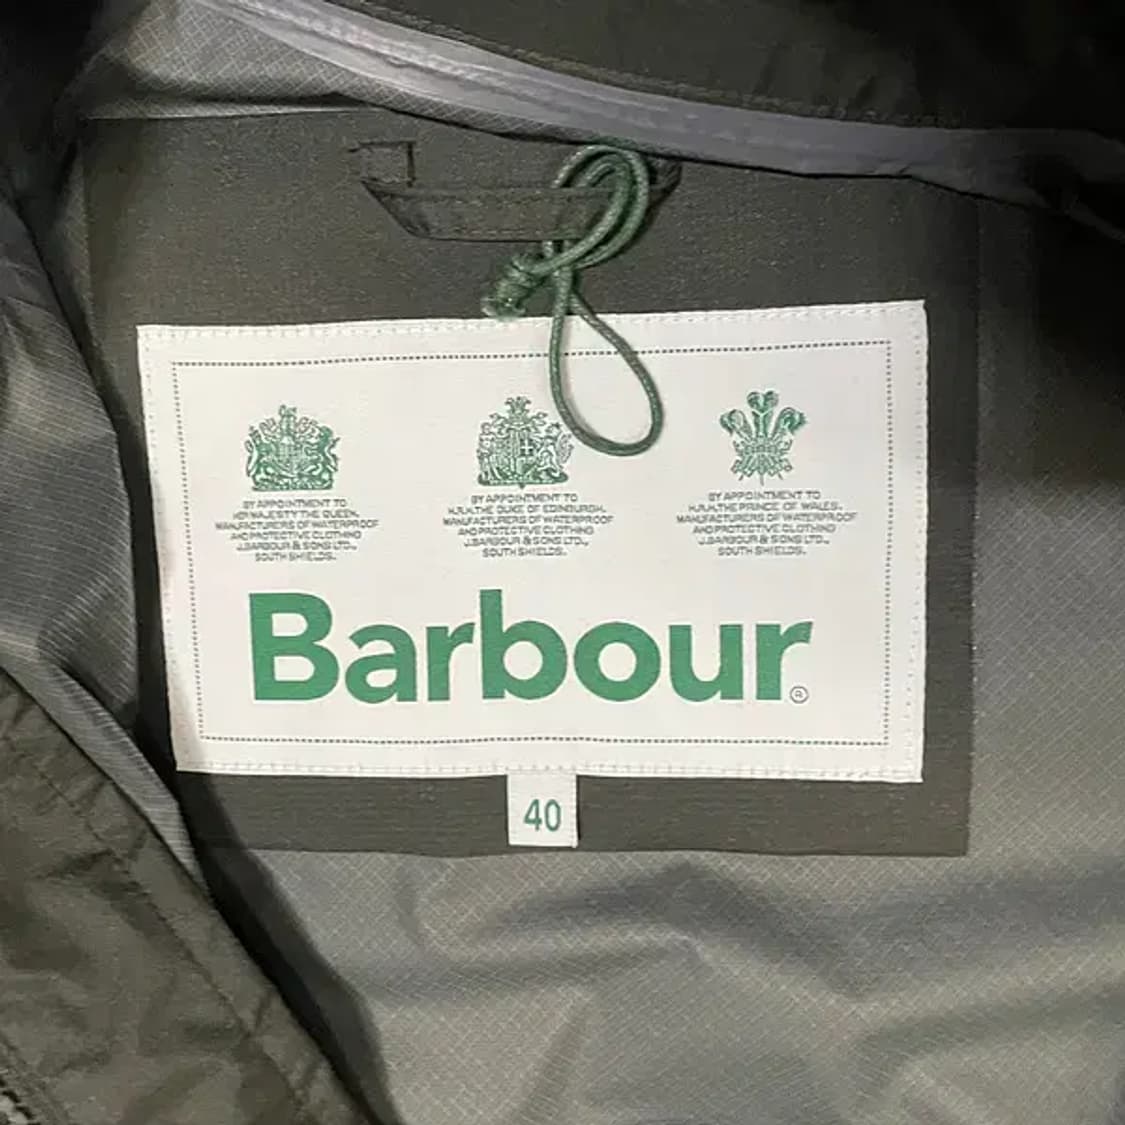 BY APPOINTMENT TO
HER MAJESTY THE QUEEN.
MANUFACTURERS OF WATERPROOF
AND PROTECTIVE CLOTHING
J.BARBOUR & SONS LTD.,
SOUTH SHIELDS.
BY APPOINTMENT TO
H.R.H.THE DUKE OF EDINBURGH.
MANUFACTURERS OF WATERPROOF
AND PROTECTIVE CLOTHING
J.BARBOUR & SONS LTD.,
SOUTH SHIELDS.
BY APPOINTMENT TO
H.R.H.THE PRINCE OF WALES.
MANUFACTURERS OF WATERPROOF
AND PROTECTIVE CLOTHING
J.BARBOUR & SONS LTD.,
SOUTH SHIELDS.
Barbour®
40